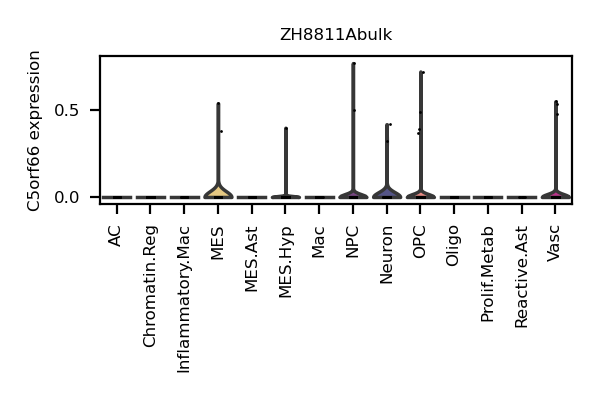 ZH8811Abulk
C5orf66 expression
0.5
0.0
AC
Chromatin.Reg
Inflammatory.Mac
MES
MES.Ast
MES.Hyp
Mac
NPC
Neuron
OPC
Oligo
Prolif.Metab
Reactive.Ast
Vasc